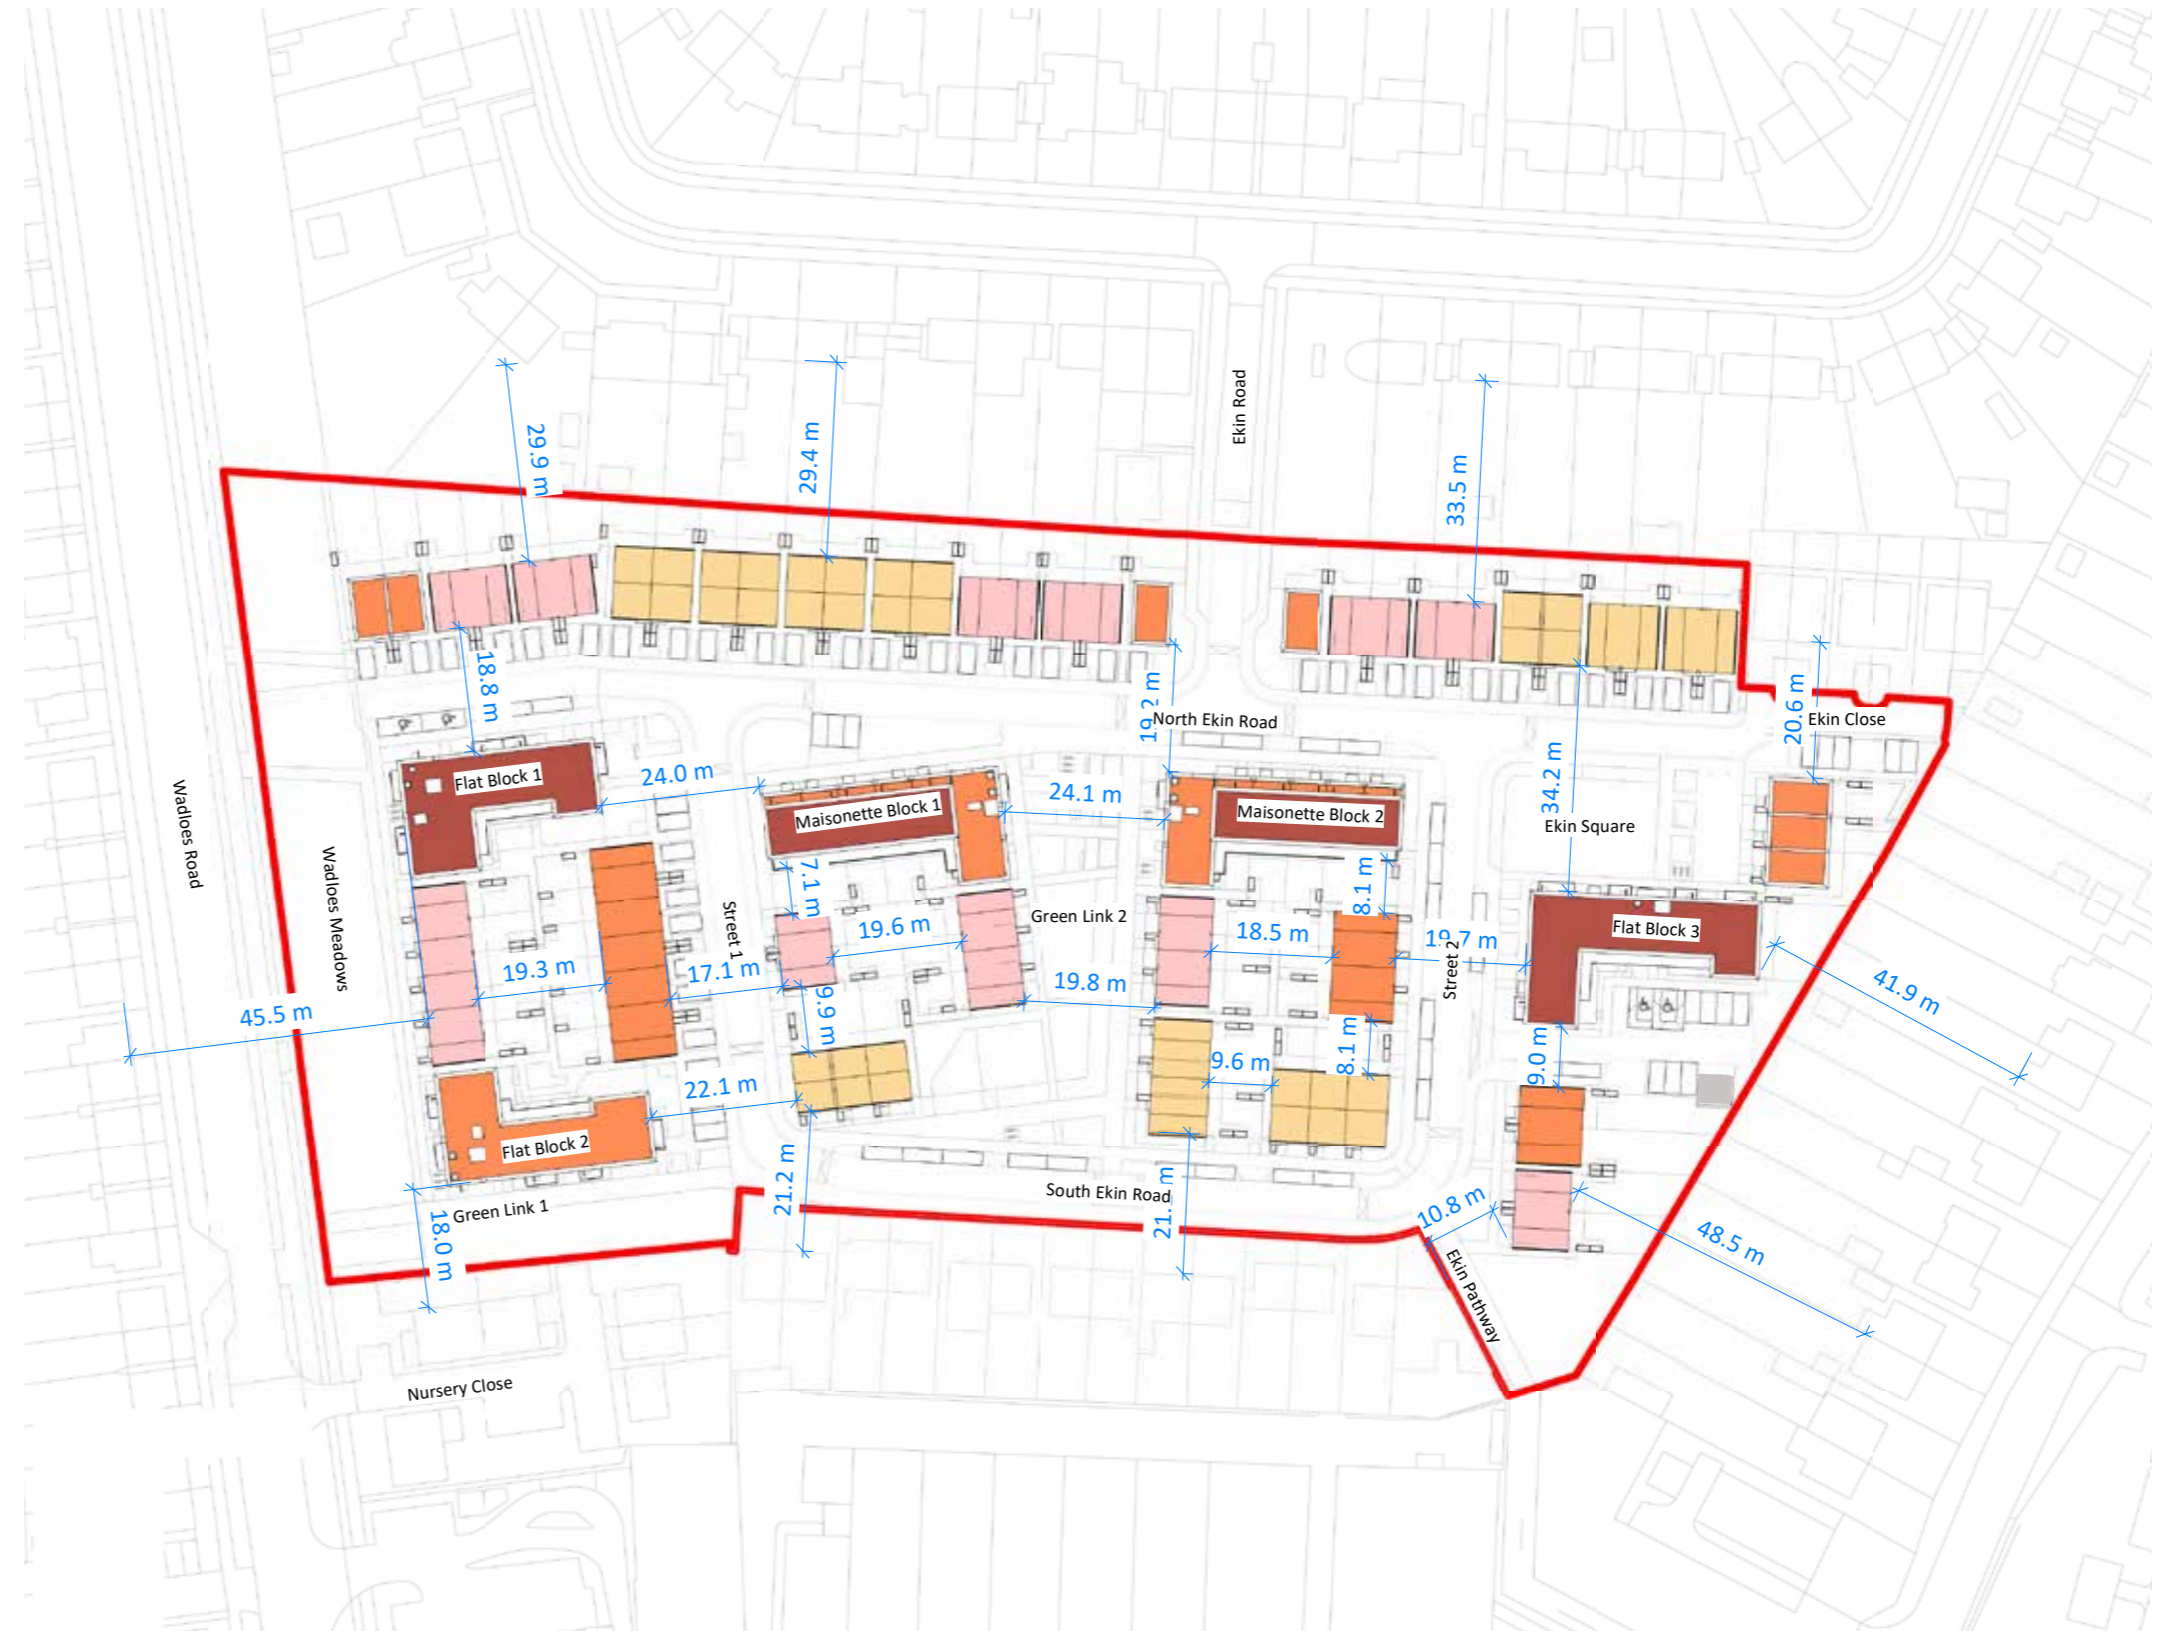 Ekin Road
29.9 m
29.4 m
33.5 m
18.8 m
19.2 m
North Ekin Road
20.6 m
Ekin Close
Wadloes Road
Flat Block 1
24.0 m
Maisonette Block 1
24.1 m
Maisonette Block 2
34.2 m
Ekin Square
Wadloes Meadows
7.1 m
8.1 m
Street 1
19.6 m
Green Link 2
18.5 m
19.7 m
Street 2
Flat Block 3
41.9 m
19.3 m
17.1 m
19.8 m
45.5 m
9.9 m
9.6 m
8.1 m
9.0 m
22.1 m
Flat Block 2
21.2 m
South Ekin Road
10.8 m
48.5 m
Green Link 1
18.0 m
Ekin Pathway
Nursery Close